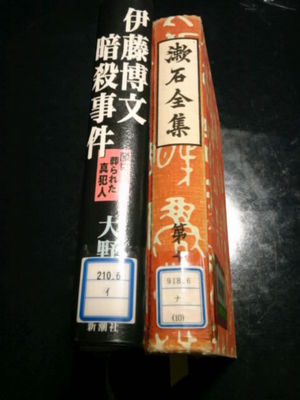 伊藤博文
暗殺事件
葬られた
真犯人
大野
210.6
イ
新潮社
漱石全集
第十
918.6
ナ
(10)